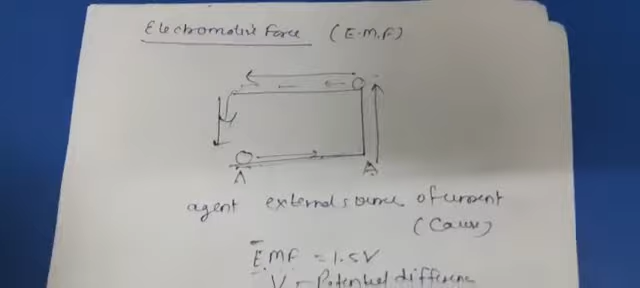 Electromotive Force (E.M.F)
A
A
agent external source of current
(Cause)
EMF = 1.5V
V - Potential difference